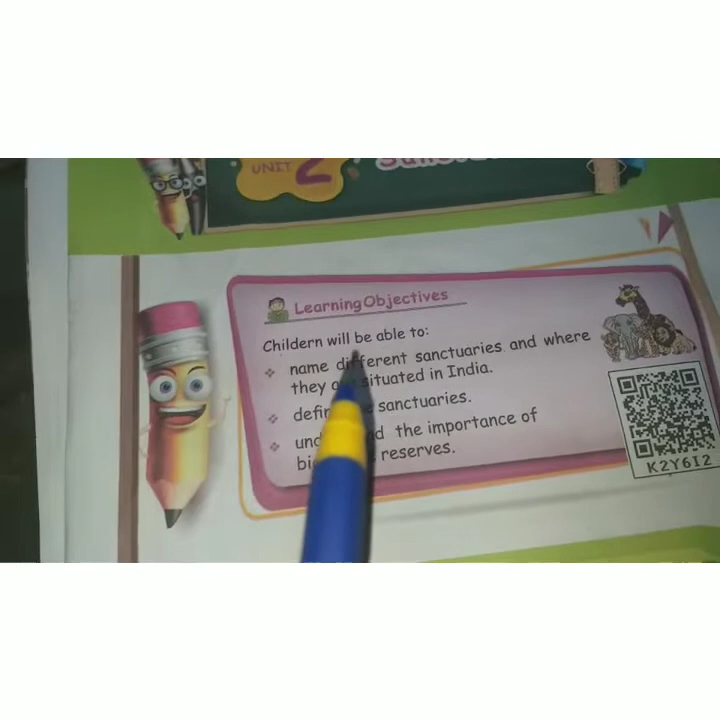 UNIT 2
Learning Objectives
Childern will be able to:
name different sanctuaries and where
they situated in India.
sanctuaries.
the importance of
reserves.
K2Y6I2